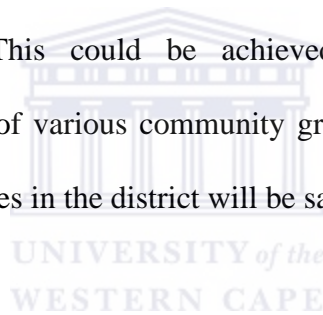 This could be achieved
of various community gr
es in the district will be sa
UNIVERSITY of the
WESTERN CAPE